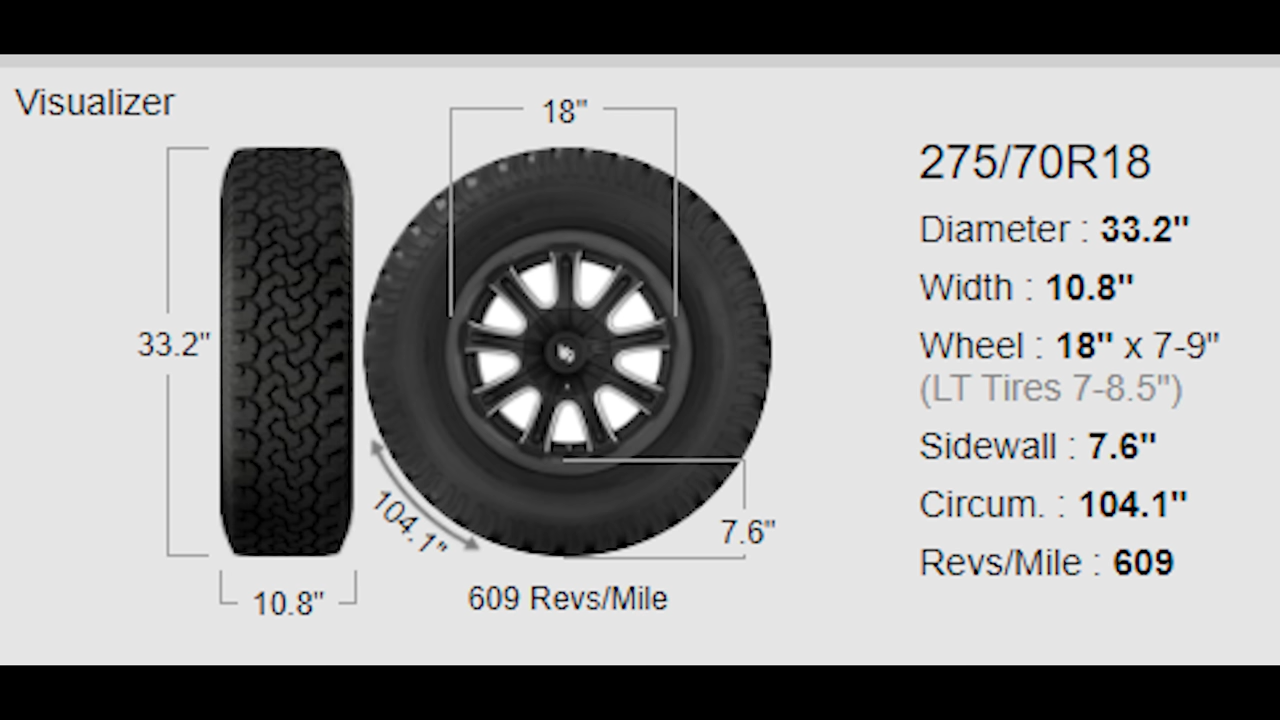 Visualizer
18"
33.2"
104.1"
7.6"
10.8"
609 Revs/Mile
275/70R18
Diameter : 33.2"
Width : 10.8"
Wheel : 18" x 7-9"
(LT Tires 7-8.5")
Sidewall : 7.6"
Circum. : 104.1"
Revs/Mile : 609